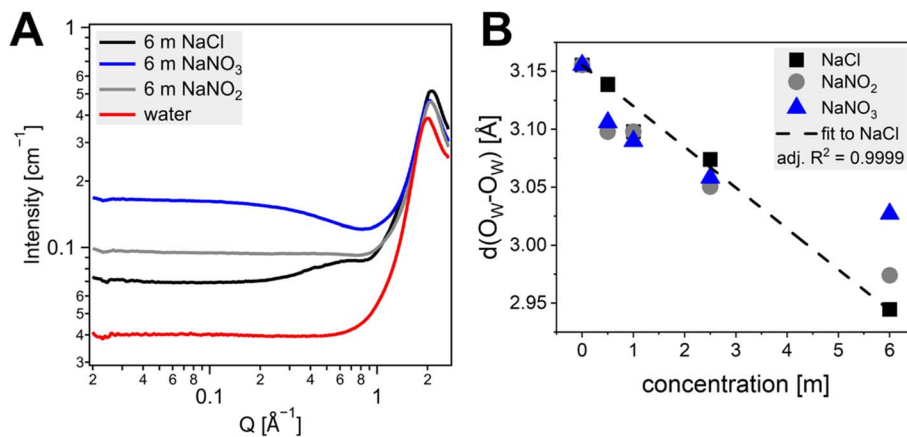 A
6 m NaCl
6 m NaNO₃
6 m NaNO₂
water
Intensity [cm⁻¹]
1
6
5
4
3
2
0.1
8
7
6
5
4
3
2
4
6
8
0.1
2
4
6
8
1
2
Q [Å⁻¹]
B
NaCl
NaNO₂
NaNO₃
fit to NaCl
adj. R² = 0.9999
d(O_W-O_W) [Å]
3.15
3.10
3.05
3.00
2.95
0
1
2
3
4
5
6
concentration [m]